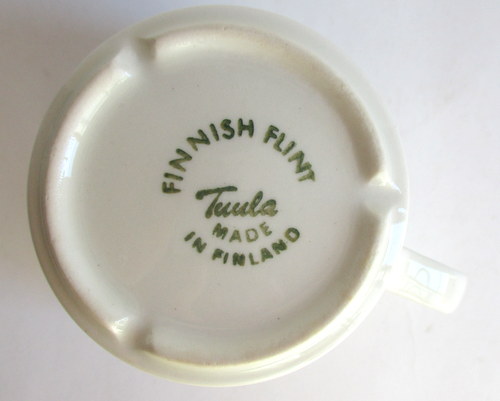 FINNISH FLINT
Tuula
MADE
IN FINLAND